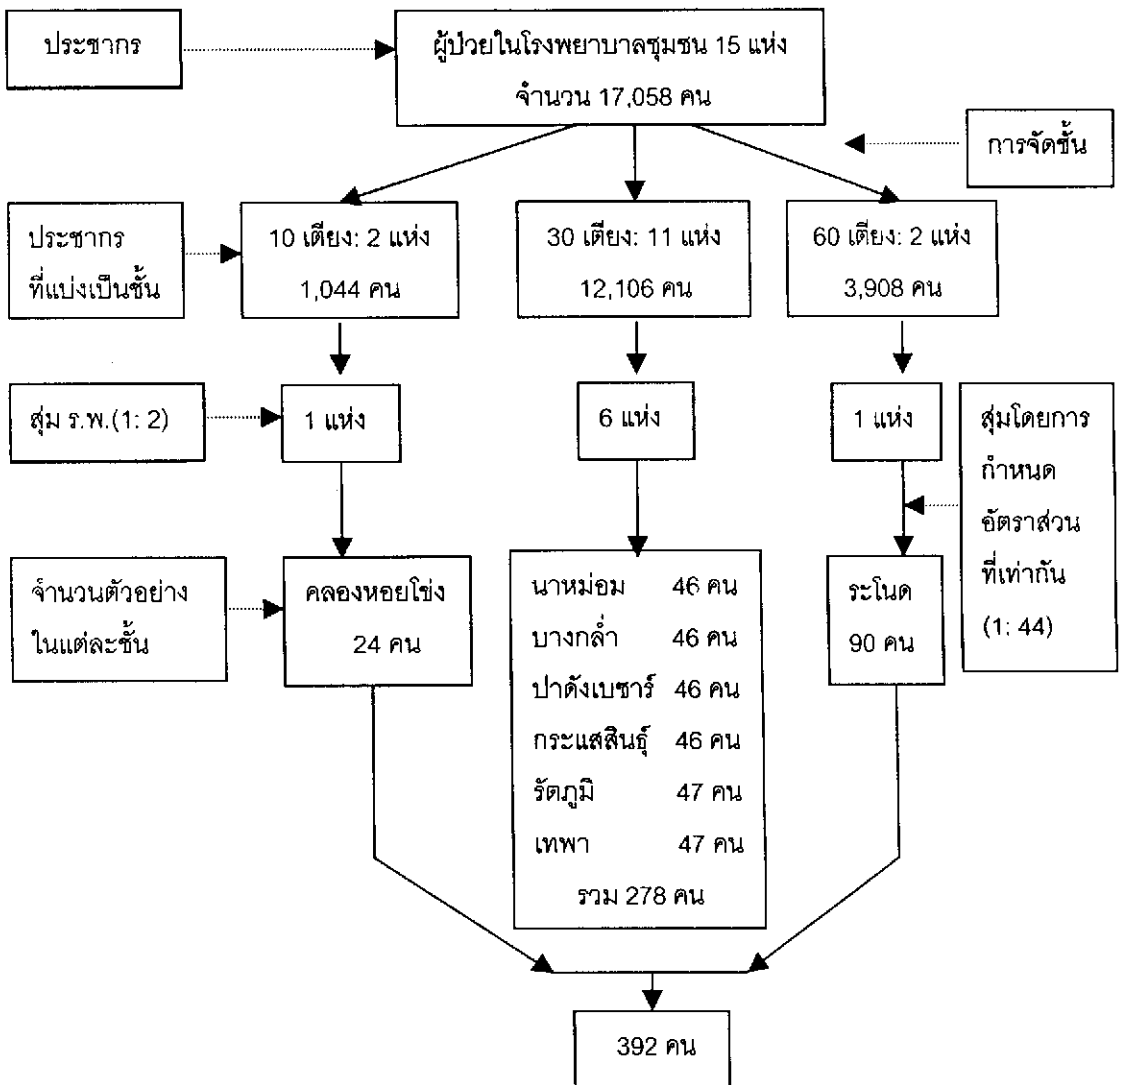 ประชากร
ผู้ป่วยในโรงพยาบาลชุมชน 15 แห่ง
จำนวน 17,058 คน
การจัดชั้น
ประชากร
ที่แบ่งเป็นชั้น
10 เตียง: 2 แห่ง
1,044 คน
30 เตียง: 11 แห่ง
12,106 คน
60 เตียง: 2 แห่ง
3,908 คน
สุ่ม ร.พ.(1: 2)
1 แห่ง
6 แห่ง
1 แห่ง
สุ่มโดยการ
กำหนด
อัตราส่วน
ที่เท่ากัน
(1: 44)
จำนวนตัวอย่าง
ในแต่ละชั้น
คลองหอยโข่ง
24 คน
นาหม่อม 46 คน
บางกล่ำ 46 คน
ปาดังเบซาร์ 46 คน
กระแสสินธุ์ 46 คน
รัตภูมิ 47 คน
เทพา 47 คน
รวม 278 คน
ระโนด
90 คน
392 คน